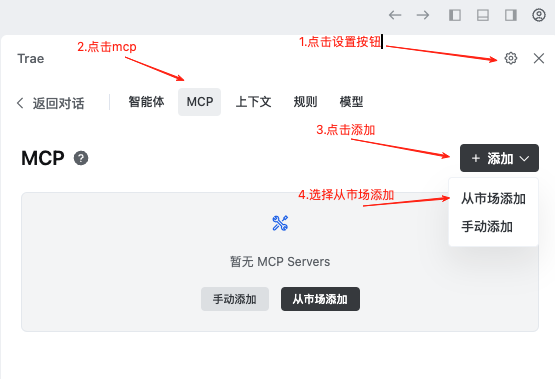 1.点击设置按钮
2.点击mcp
Trae
返回对话
智能体
MCP
上下文
规则
模型
3.点击添加
MCP ?
+ 添加
4.选择从市场添加
从市场添加
手动添加
暂无 MCP Servers
手动添加
从市场添加